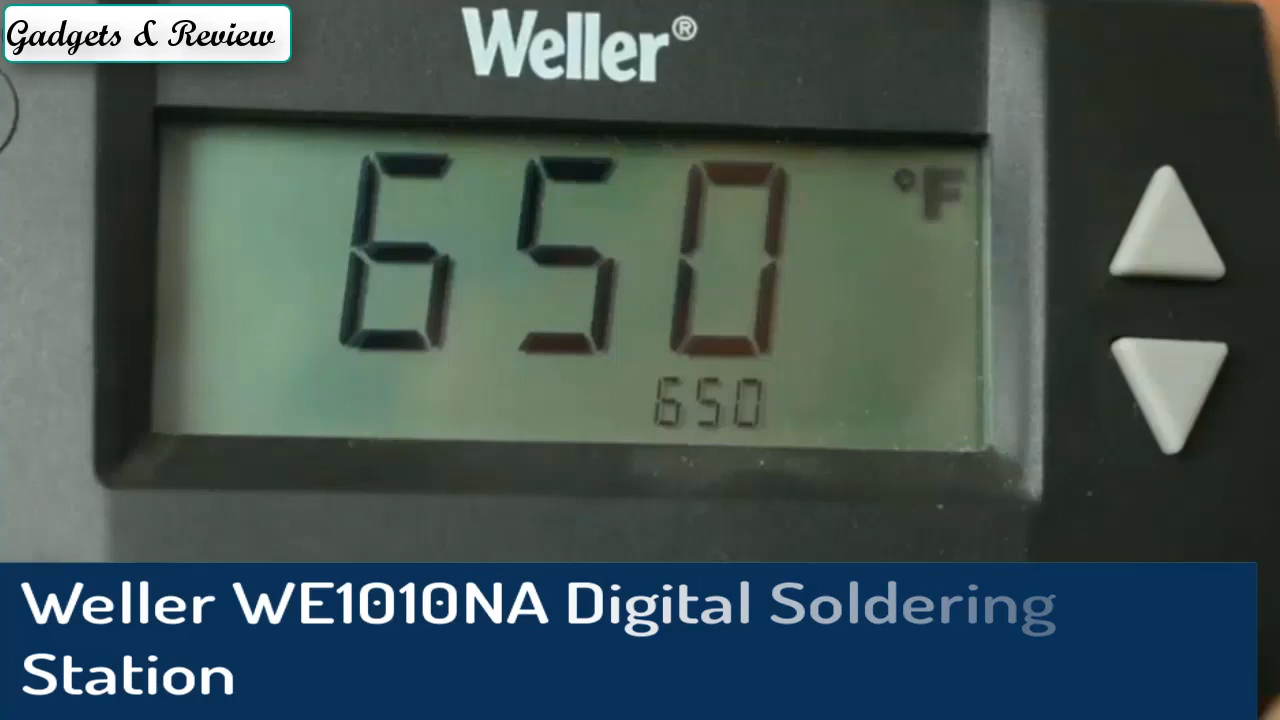 Gadgets & Review
Weller®
650 °F
650
Weller WE1010NA Digital Soldering
Station